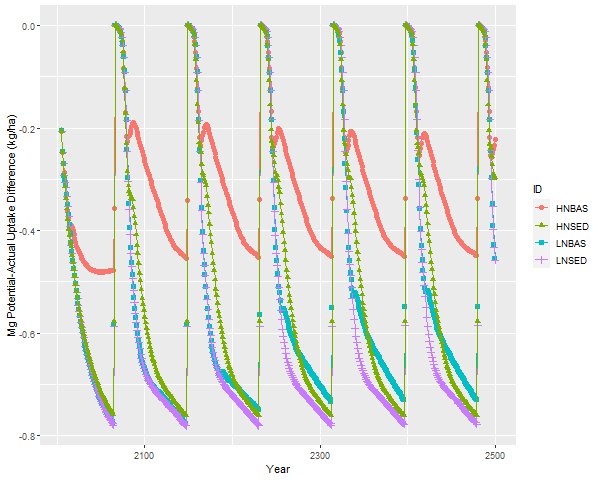 0.0
-0.2
-0.4
-0.6
-0.8
Mg Potential-Actual Uptake Difference (kg/ha)
2100
2300
2500
Year
ID
HNBAS
HNSED
LNBAS
LNSED